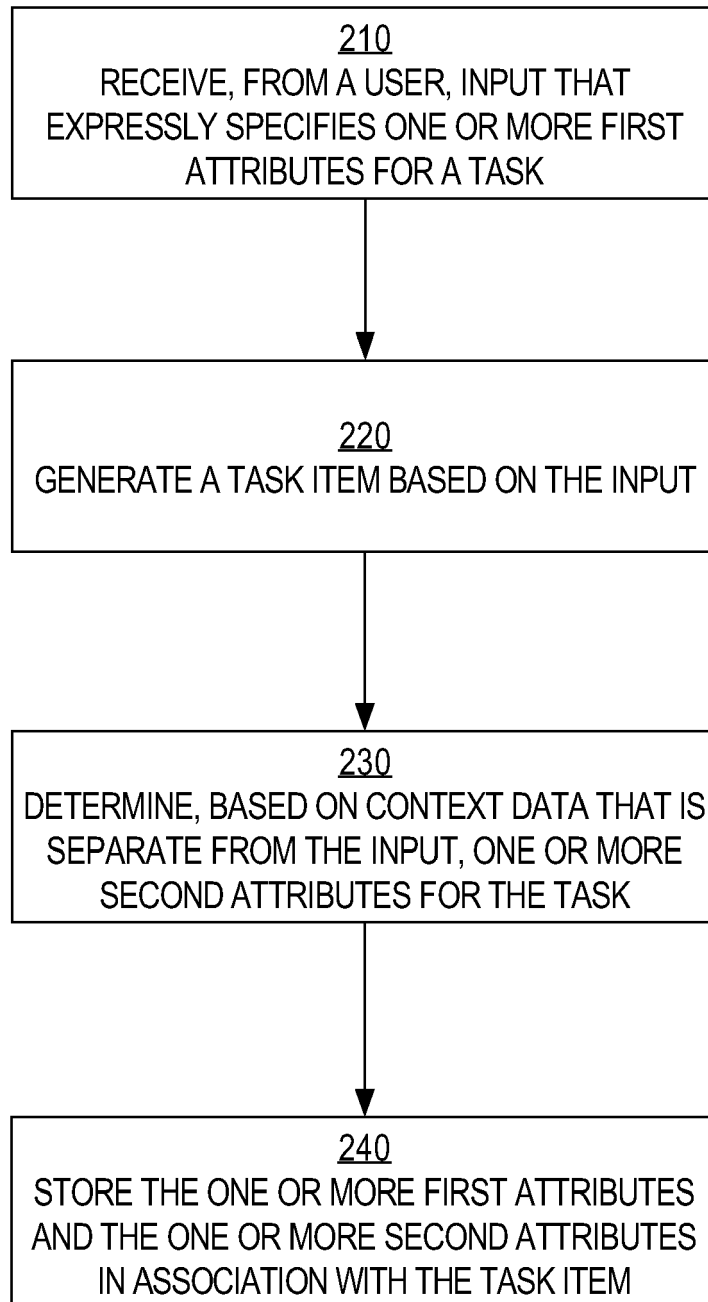 210
RECEIVE, FROM A USER, INPUT THAT
EXPRESSLY SPECIFIES ONE OR MORE FIRST
ATTRIBUTES FOR A TASK
220
GENERATE A TASK ITEM BASED ON THE INPUT
230
DETERMINE, BASED ON CONTEXT DATA THAT IS
SEPARATE FROM THE INPUT, ONE OR MORE
SECOND ATTRIBUTES FOR THE TASK
240
STORE THE ONE OR MORE FIRST ATTRIBUTES
AND THE ONE OR MORE SECOND ATTRIBUTES
IN ASSOCIATION WITH THE TASK ITEM